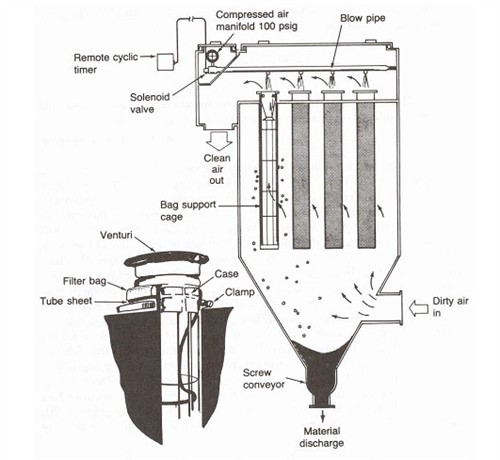 Compressed air
manifold 100 psig
Blow pipe
Remote cyclic
timer
Solenoid
valve
Clean
air
out
Bag support
cage
Venturi
Filter bag
Case
Tube sheet
Clamp
Dirty air
in
Screw
conveyor
Material
discharge